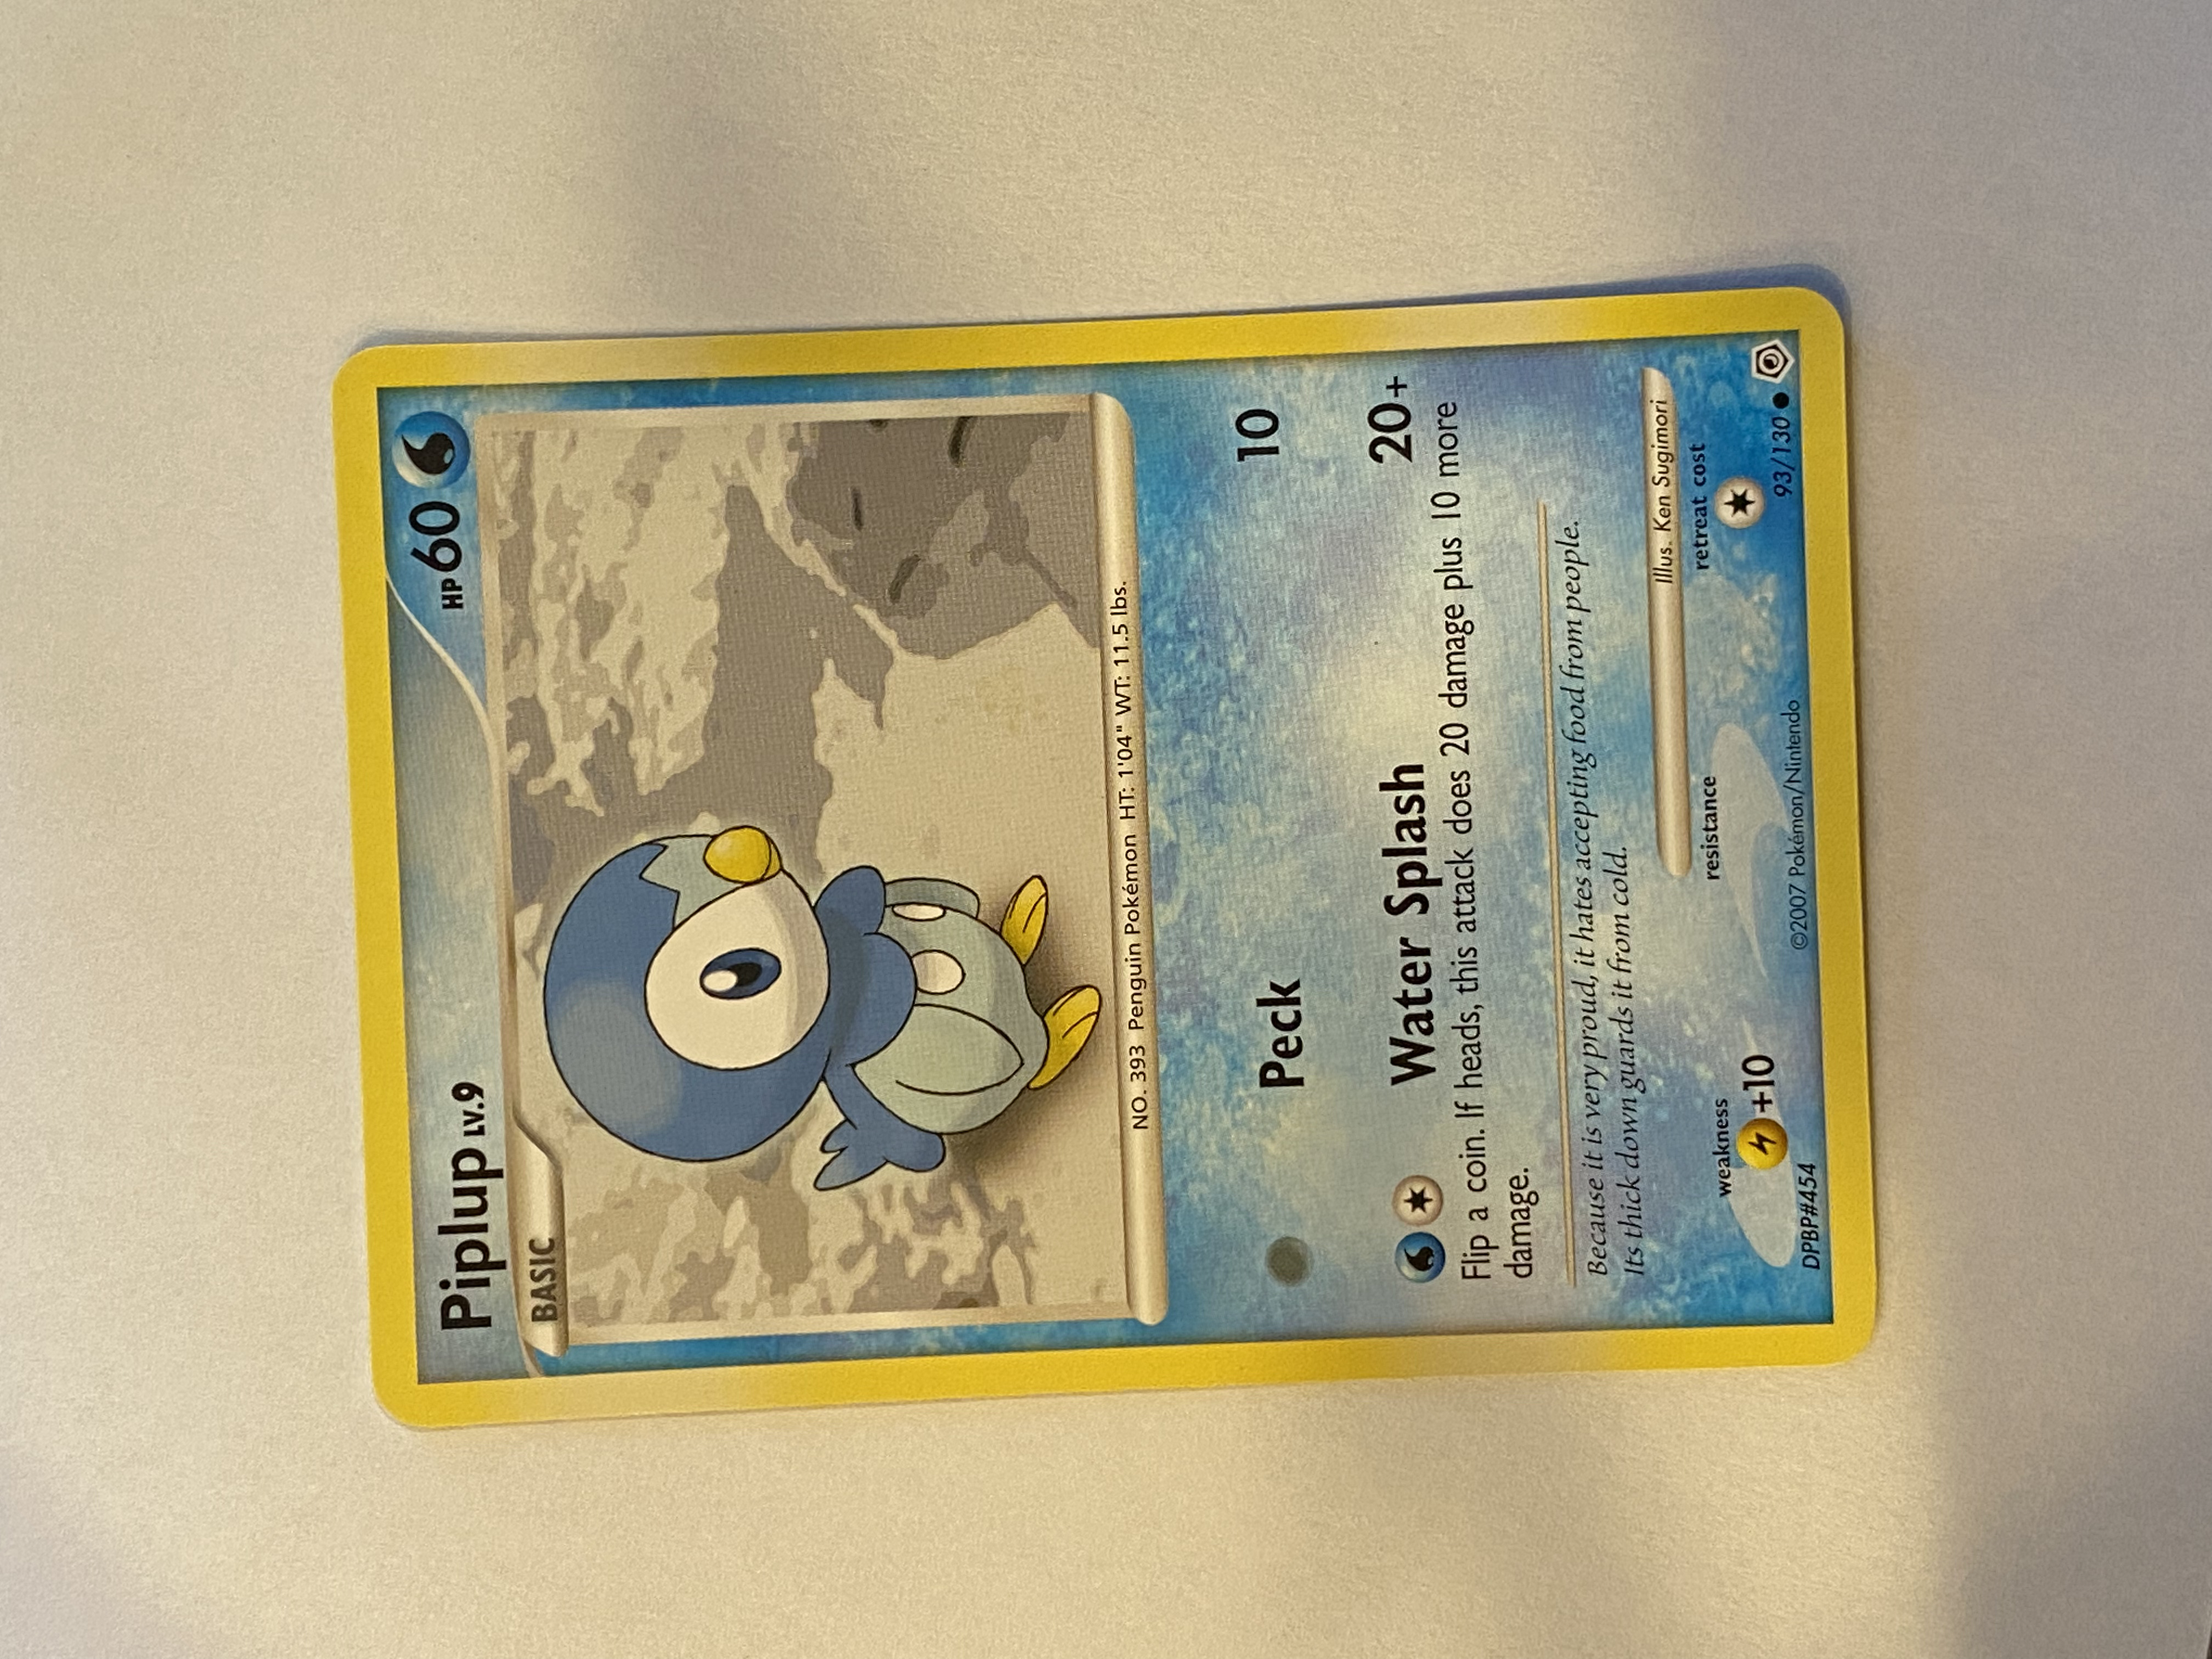 Piplup LV.9
HP 60
BASIC
NO. 393 Penguin Pokémon HT: 1'04" WT: 11.5 lbs.
Peck 10
Water Splash 20+
Flip a coin. If heads, this attack does 20 damage plus 10 more
damage.
Because it is very proud, it hates accepting food from people.
Its thick down guards it from cold.
Illus. Ken Sugimori
weakness resistance retreat cost
+10
DPBP#454 ©2007 Pokémon/Nintendo 93/130